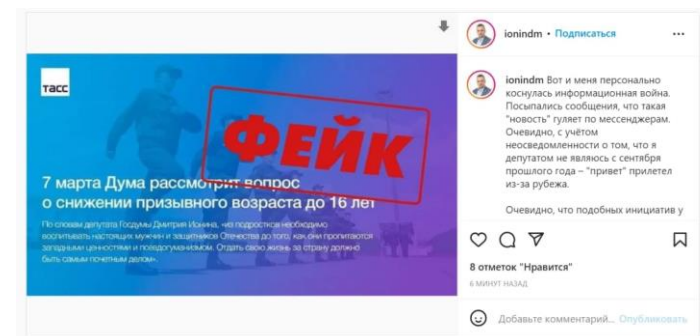 ТАСС
ФЕЙК
7 марта Дума рассмотрит вопрос
о снижении призывного возраста до 16 лет
По словам депутата Госдумы Дмитрия Ионина, «из подростков необходимо
воспитывать настоящих мужчин и защитников Отечества до того, как они пропитаются
западными ценностями и псевдогуманизмом. Отдать свою жизнь за страну должно
быть самым почетным делом».
ionindm • Подписаться
ionindm Вот и меня персонально
коснулась информационная война.
Посыпались сообщения, что такая
"новость" гуляет по мессенджерам.
Очевидно, с учётом
неосведомленности о том, что я
депутатом не являюсь с сентября
прошлого года – "привет" прилетел
из-за рубежа.
Очевидно, что подобных инициатив у
8 отметок "Нравится"
6 МИНУТ НАЗАД
Добавьте комментарий... Опубликовать